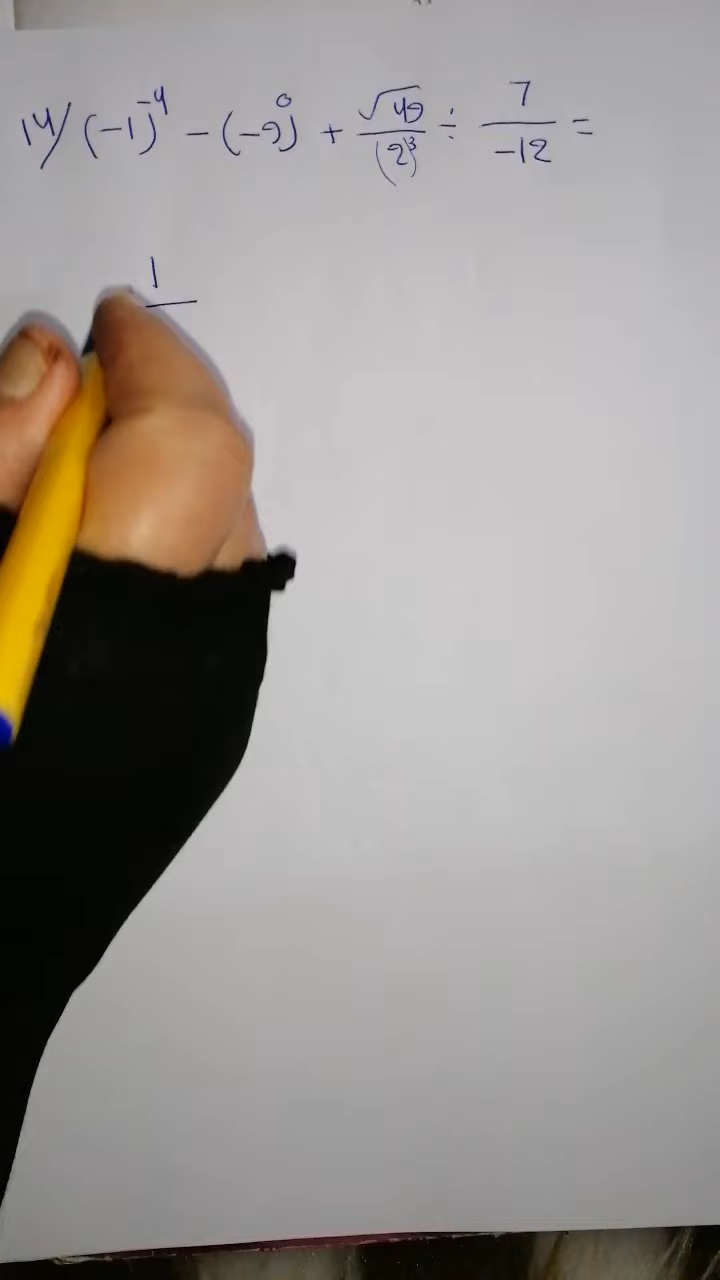 14/ (-1)⁻⁴ - (-9)⁰ + √49/(2)³ ÷ 7/-12 =
1